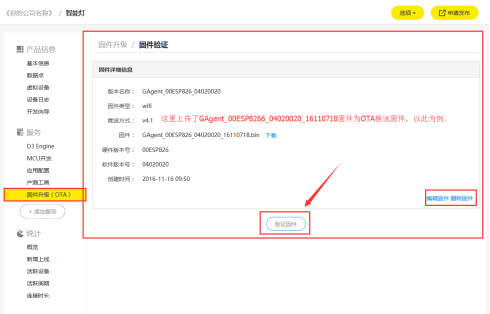 《你的公司名称》 / 智能灯
选项
申请发布
产品信息
基本信息
数据点
虚拟设备
设备日志
开发向导
服务
D3 Engine
MCU开发
应用配置
产测工具
固件升级（OTA）
+ 添加服务
统计
概览
新增上线
活跃设备
活跃周期
连接时长
固件升级 / 固件验证
固件详细信息
版本名称： GAgent_00ESP826_04020020
固件类型： wifi
推送方式： v4.1 这里上传了GAgent_00ESP8266_04020020_16110718固件为OTA推送固件，以此为例。
固件： GAgent_00ESP826_04020020_16110718.bin 下载
硬件版本号： 00ESP826
软件版本号： 04020020
创建时间： 2016-11-16 09:50
编辑固件 删除固件
验证固件